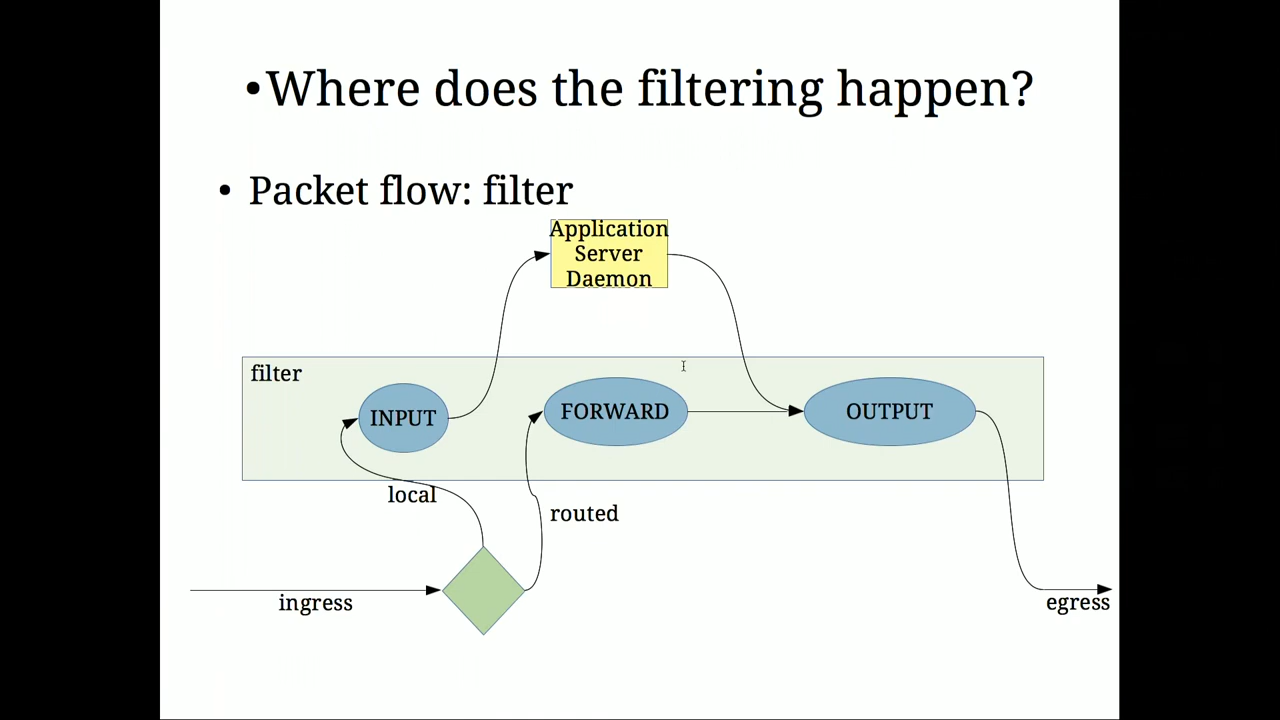 •Where does the filtering happen?
• Packet flow: filter
Application
Server
Daemon
filter
INPUT
FORWARD
OUTPUT
local
routed
ingress
egress